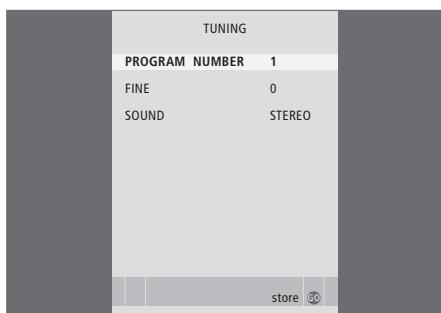 TUNING
PROGRAM NUMBER 1
FINE 0
SOUND STEREO
store GO